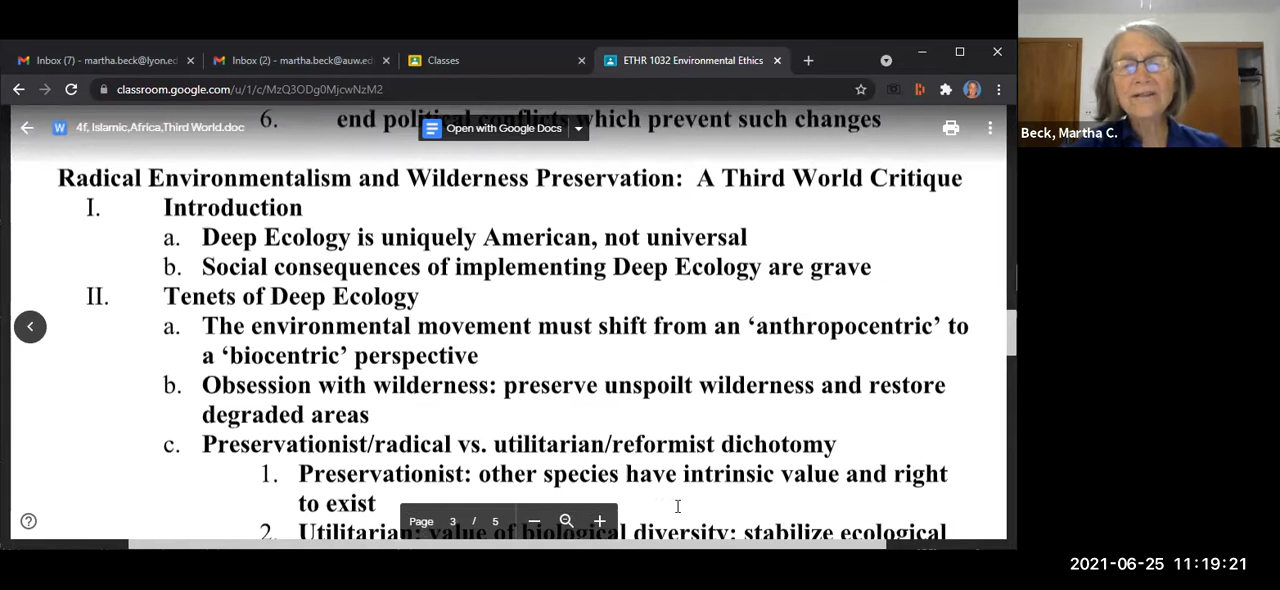 Inbox (7) - martha.beck@lyon.ed
Inbox (2) - martha.beck@auw.ed
Classes
ETHR 1032 Environmental Ethics
classroom.google.com/u/1/c/MzQ3ODg0MjcwNzM2
Beck, Martha C.
4f, Islamic,Africa,Third World.doc
Open with Google Docs
6. end political conflicts which prevent such changes
Radical Environmentalism and Wilderness Preservation: A Third World Critique
I. Introduction
a. Deep Ecology is uniquely American, not universal
b. Social consequences of implementing Deep Ecology are grave
II. Tenets of Deep Ecology
a. The environmental movement must shift from an ‘anthropocentric’ to
a ‘biocentric’ perspective
b. Obsession with wilderness: preserve unspoilt wilderness and restore
degraded areas
c. Preservationist/radical vs. utilitarian/reformist dichotomy
1. Preservationist: other species have intrinsic value and right
to exist
Page 3 / 5
2. Utilitarian: value of biological diversity: stabilize ecological
2021-06-25 11:19:21